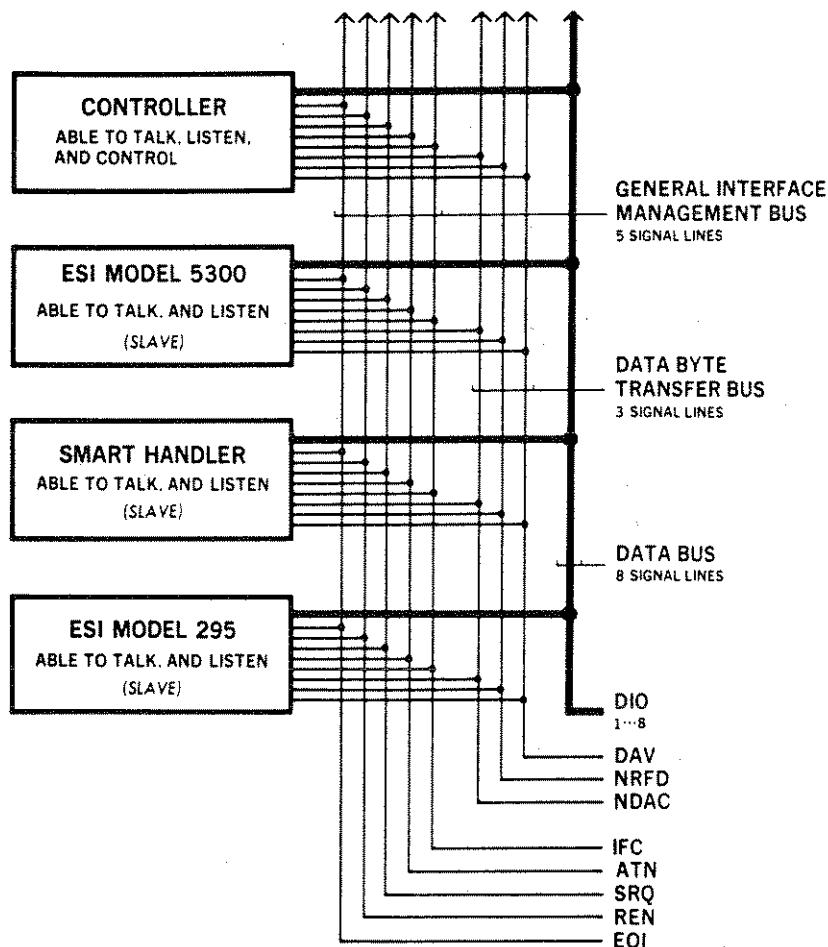 CONTROLLER
ABLE TO TALK, LISTEN,
AND CONTROL
GENERAL INTERFACE
MANAGEMENT BUS
5 SIGNAL LINES
ESI MODEL 5300
ABLE TO TALK, AND LISTEN
(SLAVE)
DATA BYTE
TRANSFER BUS
3 SIGNAL LINES
SMART HANDLER
ABLE TO TALK, AND LISTEN
(SLAVE)
DATA BUS
8 SIGNAL LINES
ESI MODEL 295
ABLE TO TALK, AND LISTEN
(SLAVE)
DIO
1···8
DAV
NRFD
NDAC
IFC
ATN
SRQ
REN
EOI